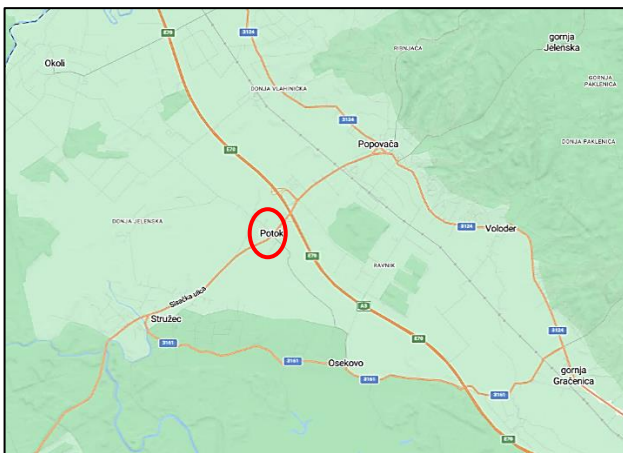 E70
3124
gornja
Jelenska
RIBNJAČA
Okoli
GORNJA
PAKLENICA
DONJA VLAHINIČKA
3124
Popovača
DONJA PAKLENICA
E70
DONJA JELENSKA
Potok
3124
Voloder
E70
RAVNIK
Sisačka ulica
A3
Stružec
3124
E70
3161
3161
Osekovo
3161
gornja
Gračenica
3161
E70